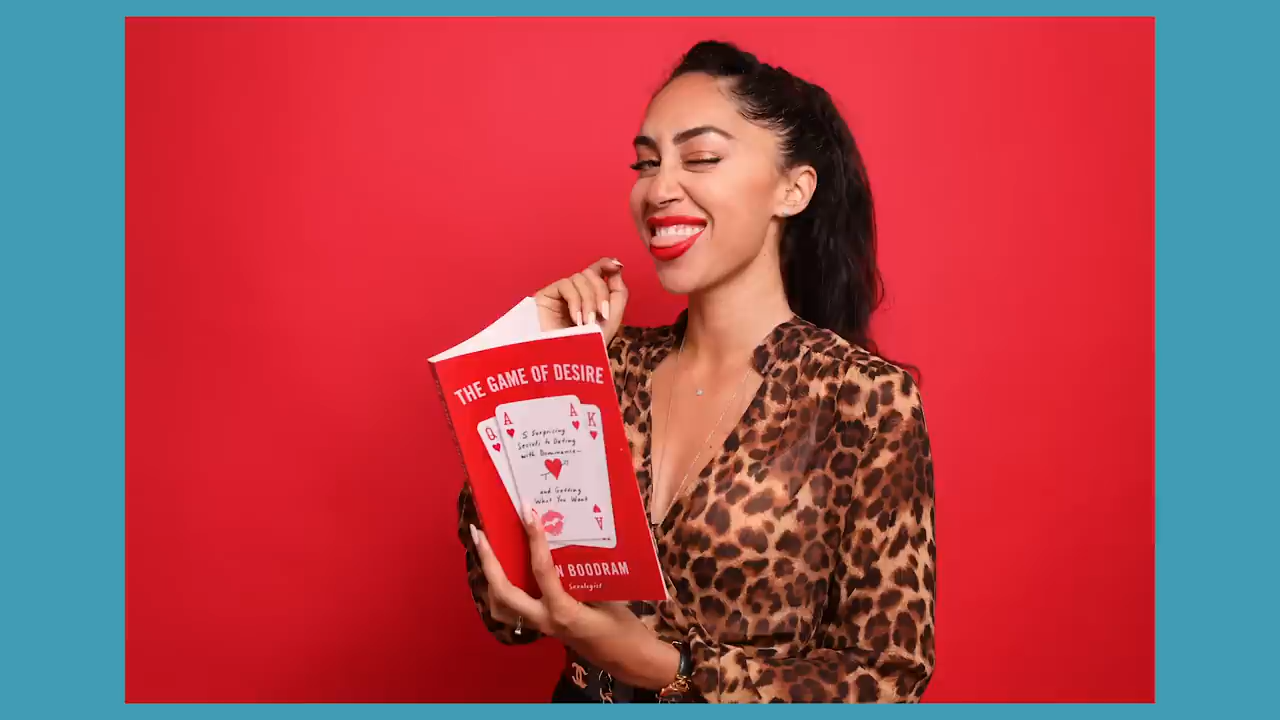 THE GAME OF DESIRE
Q A A K
5 Surprising
Secrets to Dating
with Dominance—
and Getting
What You Want
A
N BOODRAM
Sexologist